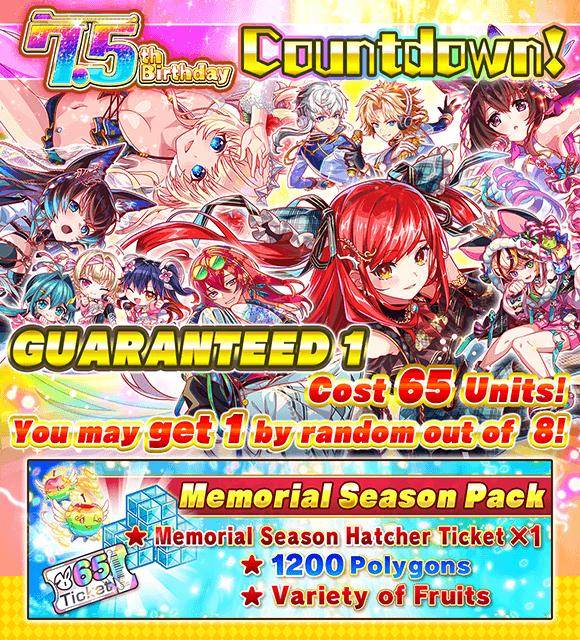 7.5th Birthday Countdown!
GUARANTEED 1
Cost 65 Units!
You may get 1 by random out of 8!
Memorial Season Pack
★ Memorial Season Hatcher Ticket ×1
★ 1200 Polygons
★ Variety of Fruits
65
Ticket